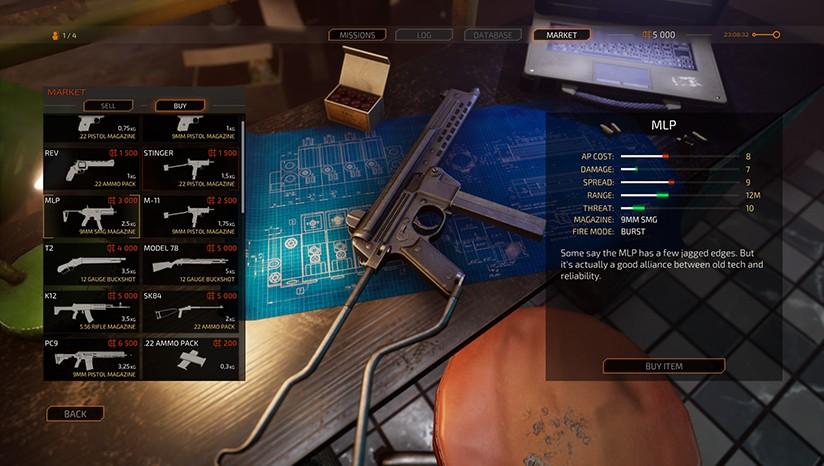 1 / 4
MISSIONS
LOG
DATABASE
MARKET
5 000
23:08:32
MARKET
SELL
BUY
0,75KG
.22 PISTOL MAGAZINE
1KG
9MM PISTOL MAGAZINE
REV
1 500
1KG
.22 AMMO PACK
STINGER
1 500
1,5KG
.22 PISTOL MAGAZINE
MLP
3 000
2,5KG
9MM SMG MAGAZINE
M-11
2 500
1,75KG
.22 PISTOL MAGAZINE
T2
4 000
3,5KG
12 GAUGE BUCKSHOT
MODEL 78
5 000
5KG
12 GAUGE BUCKSHOT
K12
5 000
3,5KG
5.56 RIFLE MAGAZINE
SK84
5 000
2KG
.22 AMMO PACK
PC9
6 500
3,25KG
9MM PISTOL MAGAZINE
.22 AMMO PACK
200
0,3KG
BACK
MLP
AP COST: 8
DAMAGE: 7
SPREAD: 9
RANGE: 12M
THREAT: 10
MAGAZINE: 9MM SMG
FIRE MODE: BURST
Some say the MLP has a few jagged edges. But
it's actually a good alliance between old tech and
reliability.
BUY ITEM